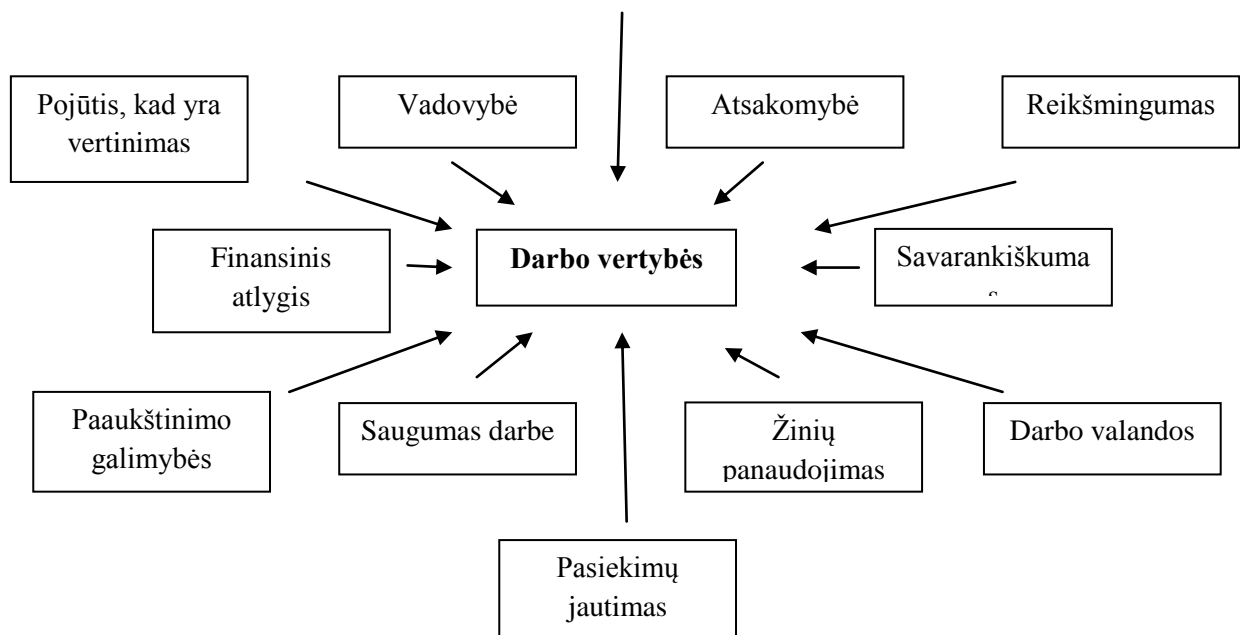 Pojūtis, kad yra
vertinimas
Vadovybė
Atsakomybė
Reikšmingumas
Finansinis
atlygis
Darbo vertybės
Savarankiškuma
s
Paaukštinimo
galimybės
Saugumas darbe
Žinių
panaudojimas
Darbo valandos
Pasiekimų
jautimas